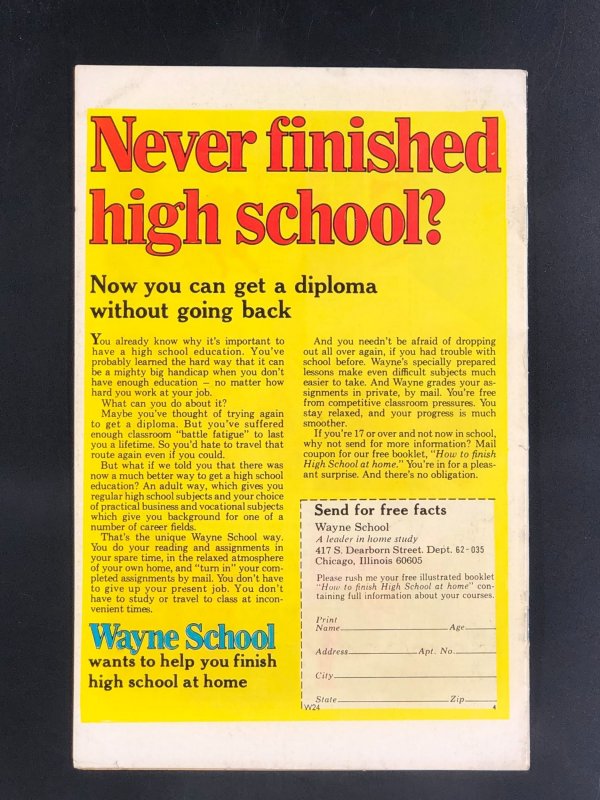 Never finished
high school?
Now you can get a diploma
without going back
You already know why it's important to
have a high school education. You've
probably learned the hard way that it can
be a mighty big handicap when you don't
have enough education – no matter how
hard you work at your job.
What can you do about it?
Maybe you've thought of trying again
to get a diploma. But you've suffered
enough classroom "battle fatigue" to last
you a lifetime. So you'd hate to travel that
route again even if you could.
But what if we told you that there was
now a much better way to get a high school
education? An adult way, which gives you
regular high school subjects and your choice
of practical business and vocational subjects
which give you background for one of a
number of career fields.
That's the unique Wayne School way.
You do your reading and assignments in
your spare time, in the relaxed atmosphere
of your own home, and "turn in" your com-
pleted assignments by mail. You don't have
to give up your present job. You don't
have to study or travel to class at incon-
venient times.
Wayne School
wants to help you finish
high school at home
And you needn't be afraid of dropping
out all over again, if you had trouble with
school before. Wayne's specially prepared
lessons make even difficult subjects much
easier to take. And Wayne grades your as-
signments in private, by mail. You're free
from competitive classroom pressures. You
stay relaxed, and your progress is much
smoother.
If you're 17 or over and not now in school,
why not send for more information? Mail
coupon for our free booklet, "How to finish
High School at home." You're in for a pleas-
ant surprise. And there's no obligation.
Send for free facts
Wayne School
A leader in home study
417 S. Dearborn Street. Dept. 62-035
Chicago, Illinois 60605
Please rush me your free illustrated booklet
"How to finish High School at home" con-
taining full information about your courses.
Print
Name Age
Address Apt. No.
City
State Zip
W24 4